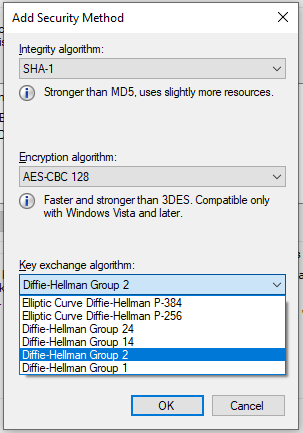 Add Security Method
Integrity algorithm:
SHA-1
Stronger than MD5, uses slightly more resources.
Encryption algorithm:
AES-CBC 128
Faster and stronger than 3DES. Compatible only
with Windows Vista and later.
Key exchange algorithm:
Diffie-Hellman Group 2
Elliptic Curve Diffie-Hellman P-384
Elliptic Curve Diffie-Hellman P-256
Diffie-Hellman Group 24
Diffie-Hellman Group 14
Diffie-Hellman Group 2
Diffie-Hellman Group 1
OK
Cancel